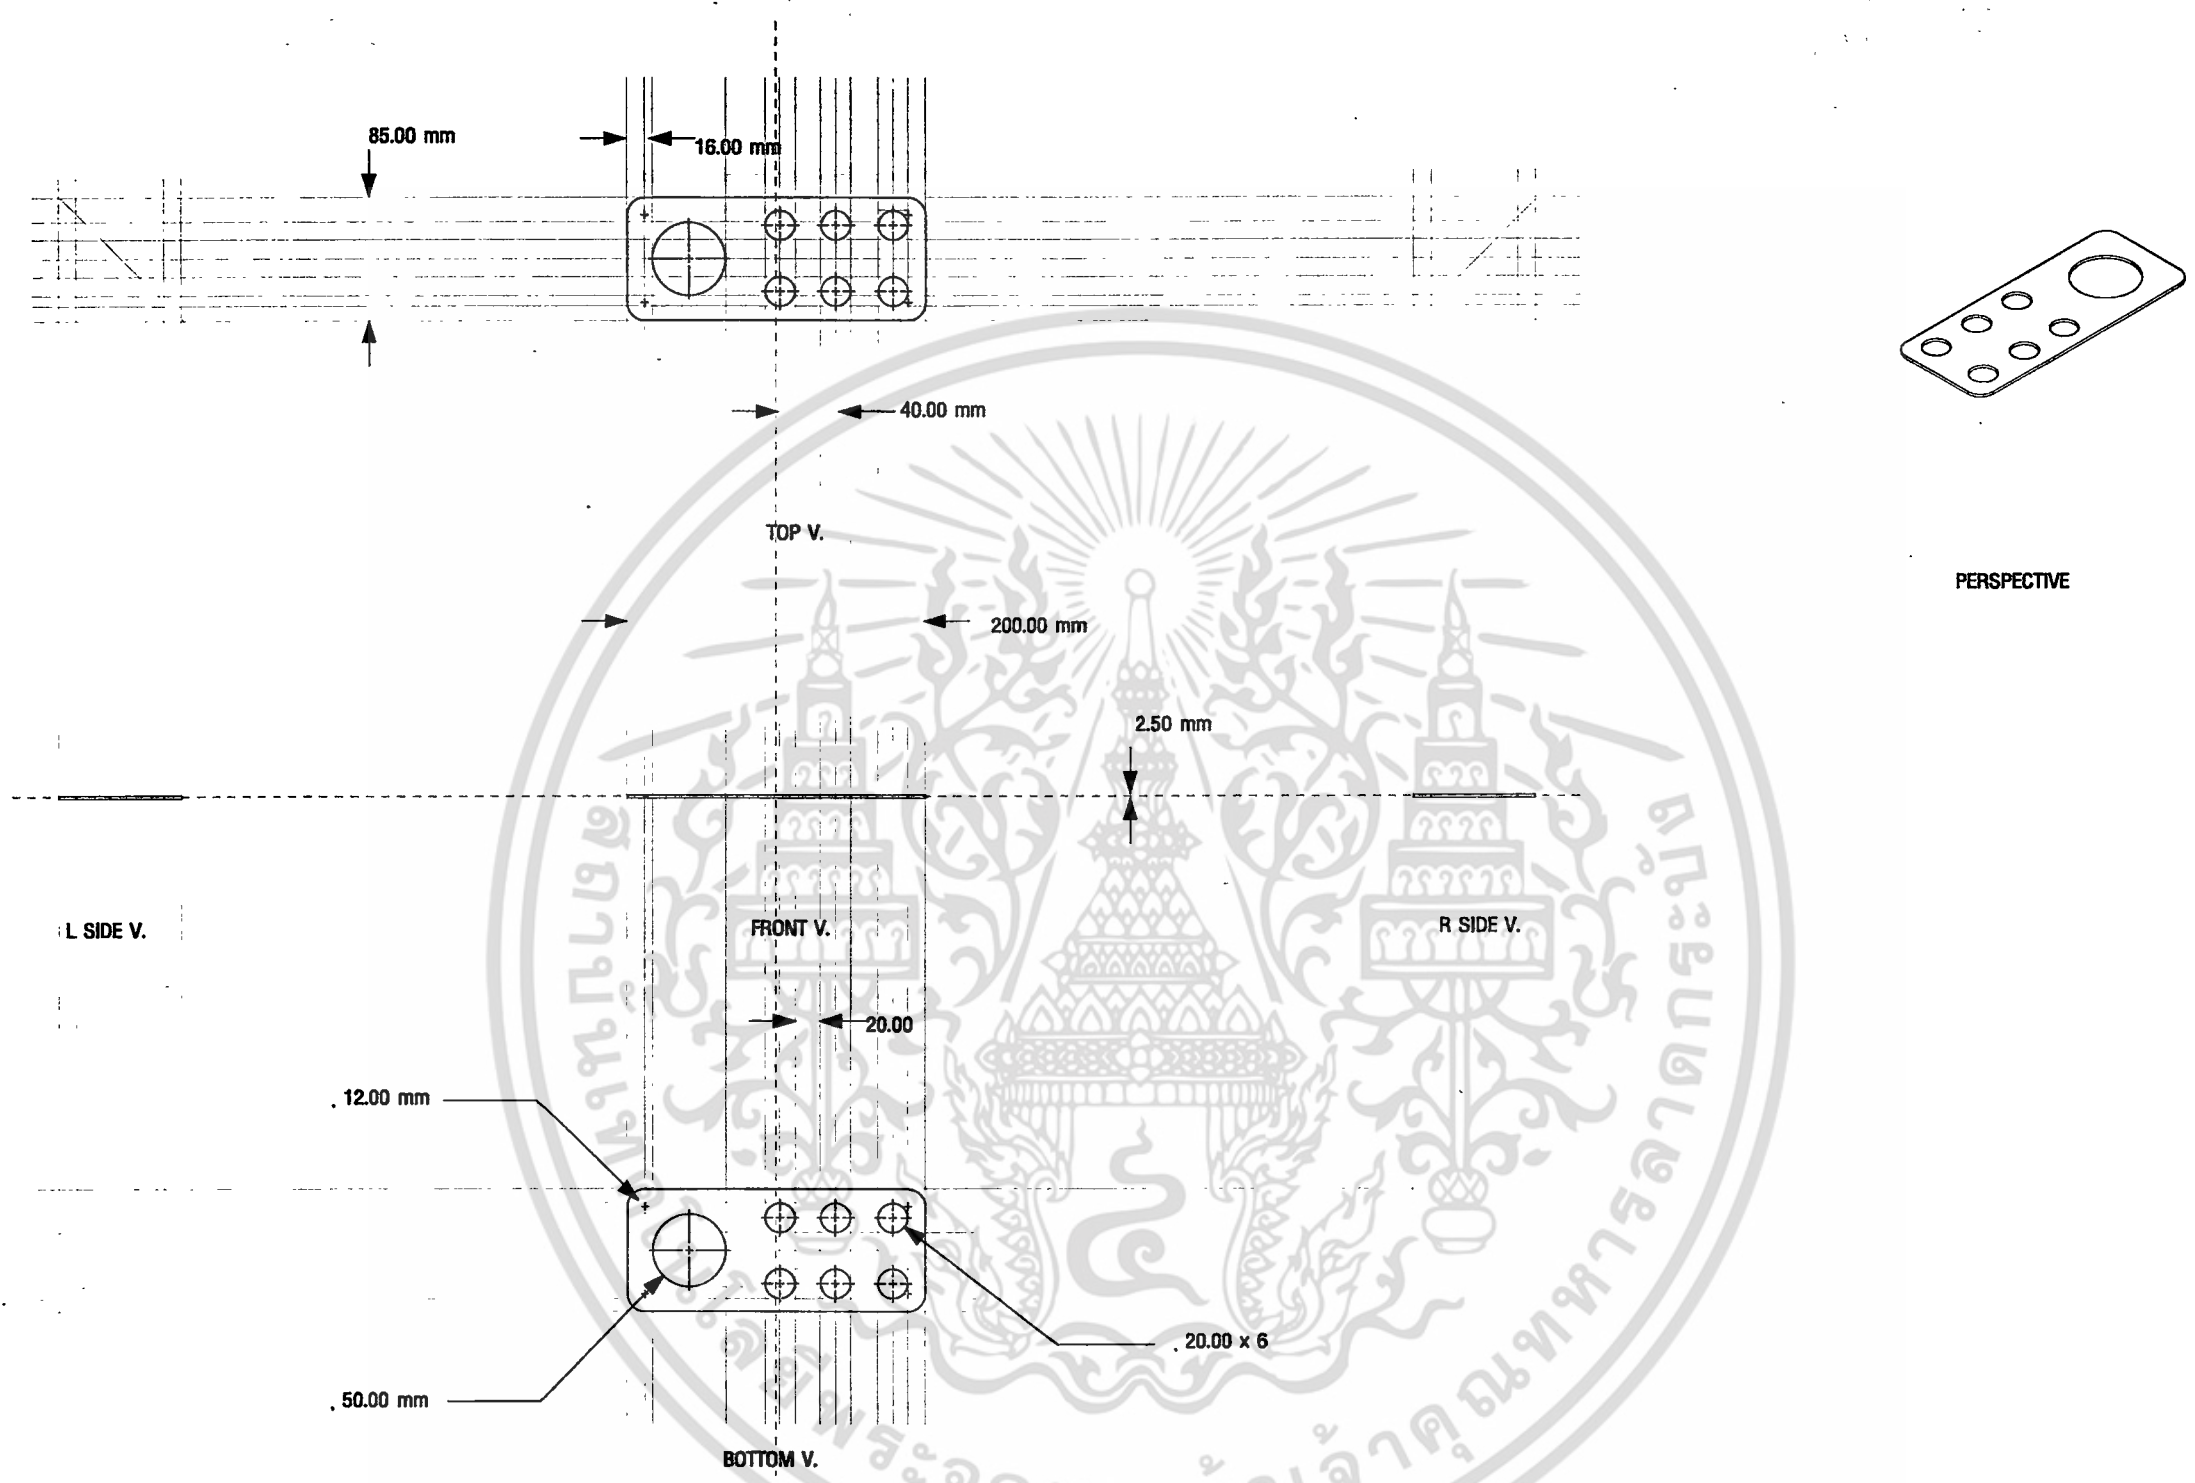 85.00 mm
16.00 mm
40.00 mm
TOP V.
PERSPECTIVE
200.00 mm
2.50 mm
L SIDE V.
FRONT V.
R SIDE V.
20.00
12.00 mm
20.00 x 6
50.00 mm
BOTTOM V.